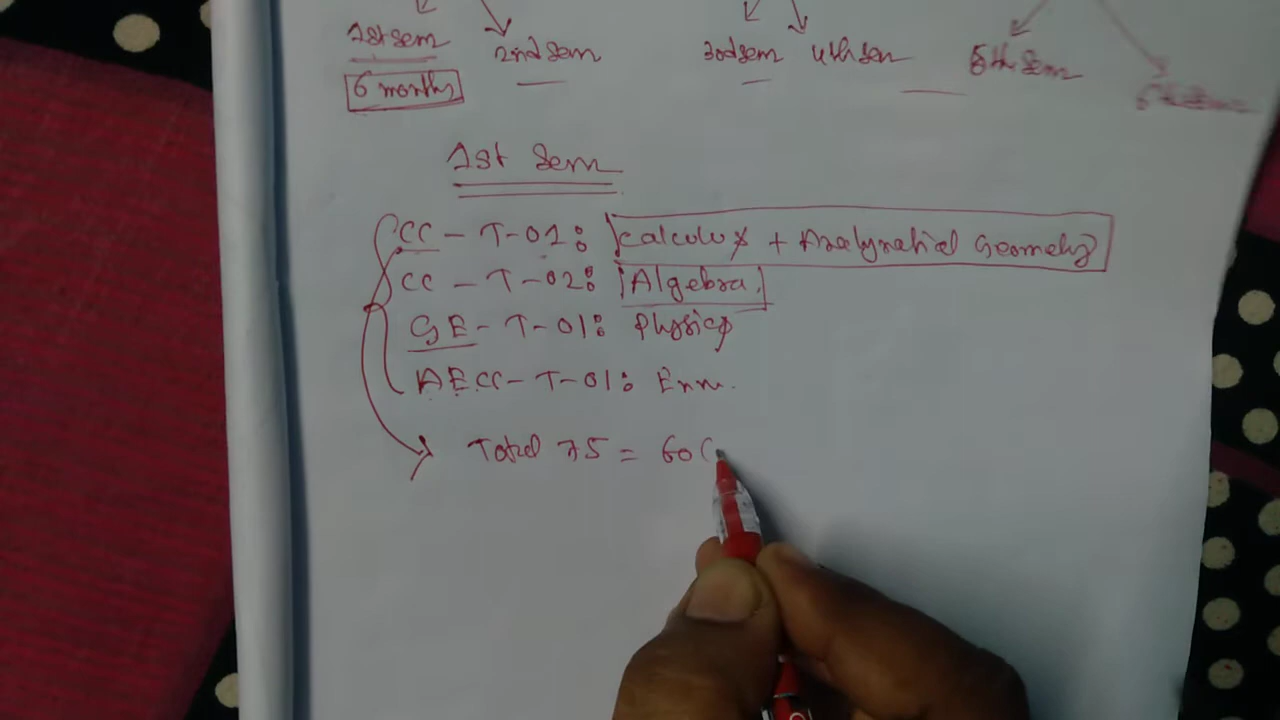 1st sem 2nd sem 3rd sem 4th sem 5th sem
6 months
1st Sem
CC - T-01: Calculus + Analynatical Geometry
CC - T-02: Algebra.
GE - T-01: Physics
AECC - T-01: Env.
Total 75 = 60(